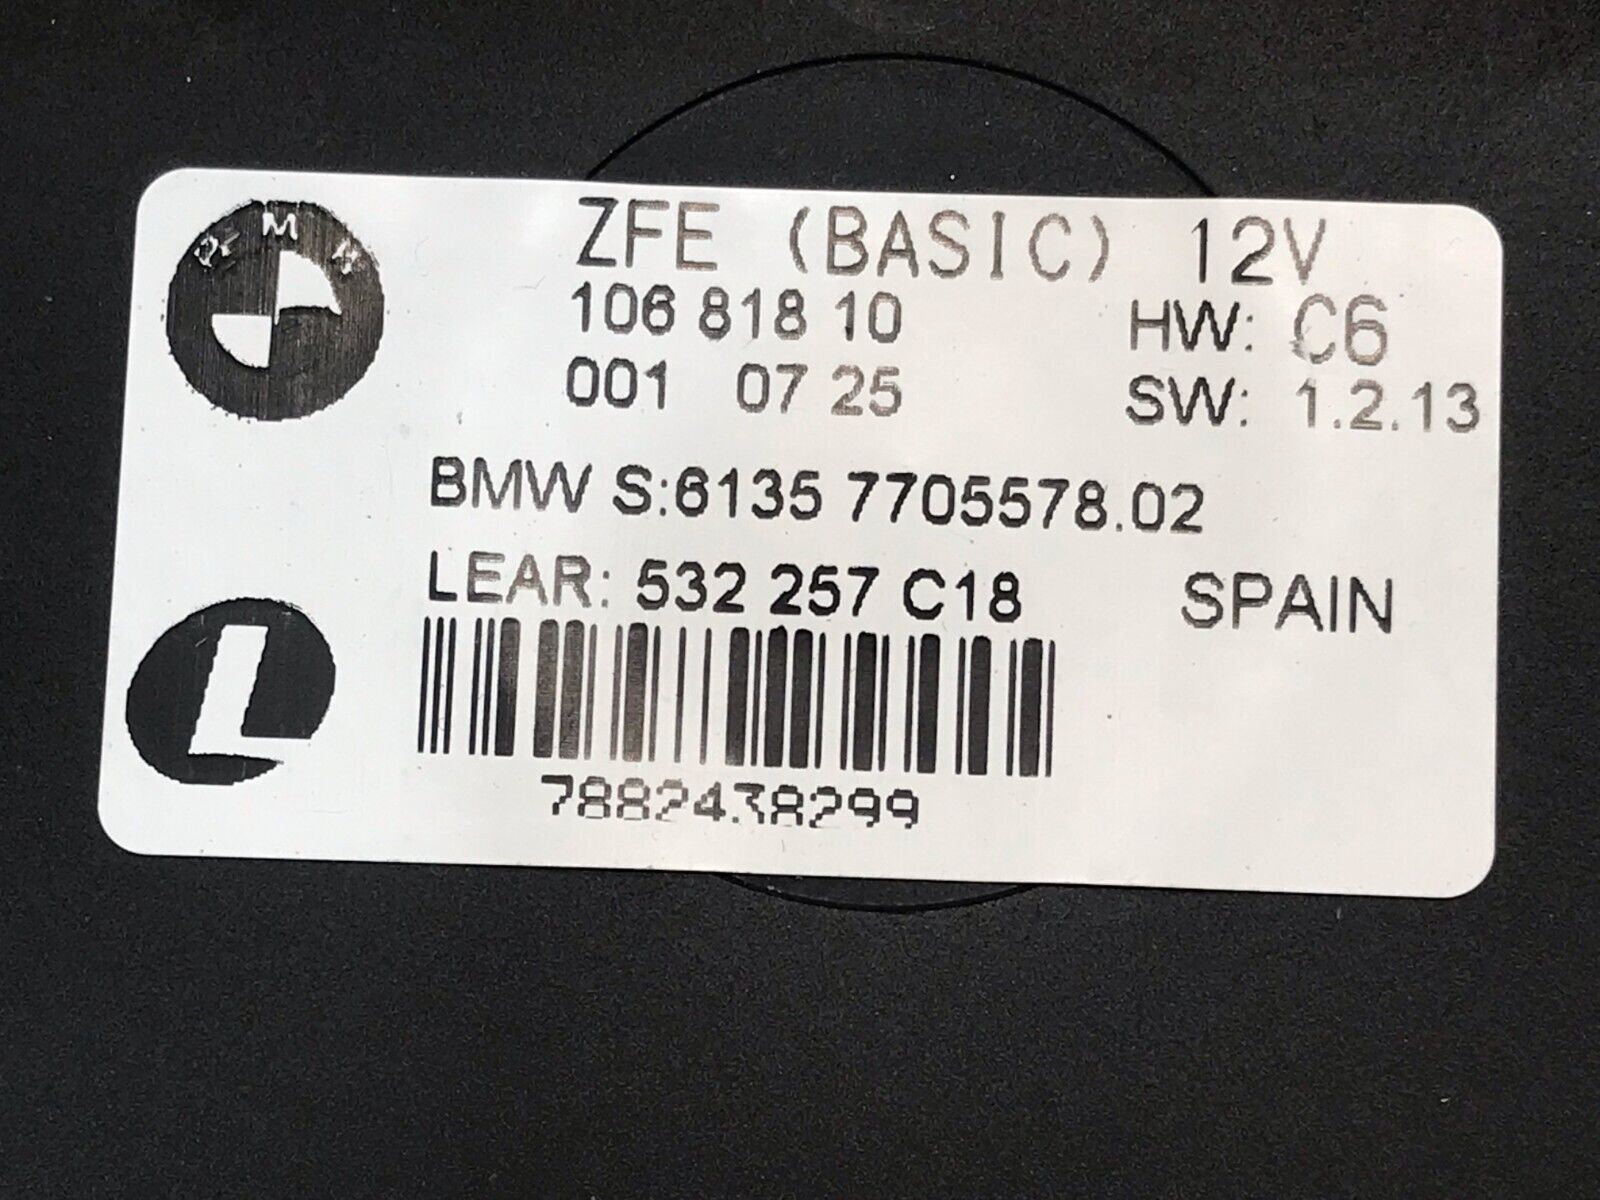 BMW
ZFE (BASIC) 12V
106 818 10 HW: C6
001 07 25 SW: 1.2.13
BMW S:6135 7705578.02
LEAR: 532 257 C18 SPAIN
L
7882438299